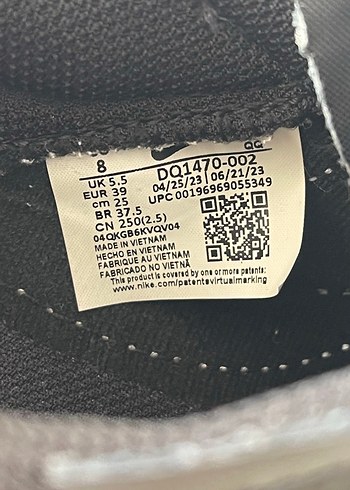 8 QQ
UK 5.5 DQ1470-002
EUR 39 04/25/23 | 06/21/23
cm 25 UPC 00196969055349
BR 37.5
CN 250(2.5)
04QKGB6KVQV04
MADE IN VIETNAM
HECHO EN VIETNAM
FABRIQUE AU VIETNAM
FABRICADO NO VIETNÃ
This product is covered by one or more patents:
www.nike.com/patentsvirtualmarking